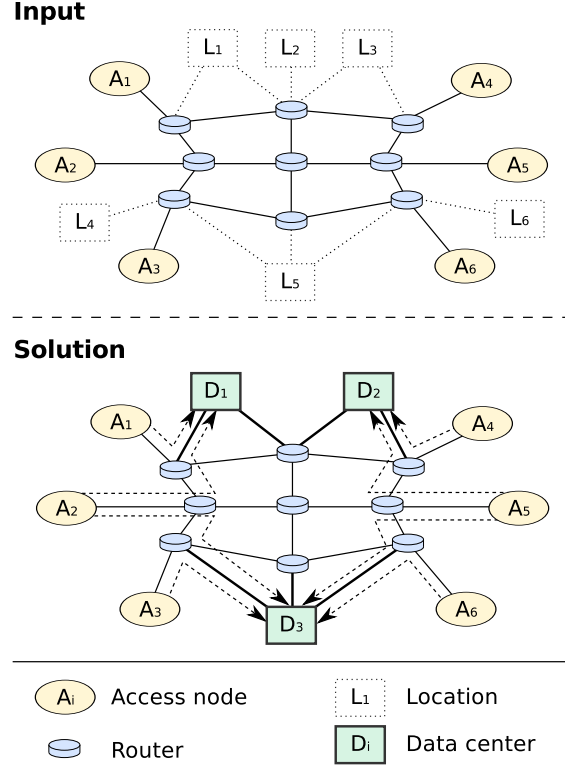 Input
L1 L2 L3
A1 A4
A2 A5
L4 L6
A3 A6
L5
Solution
D1 D2
A1 A4
A2 A5
A3 A6
D3
Ai Access node L1 Location
Router Di Data center